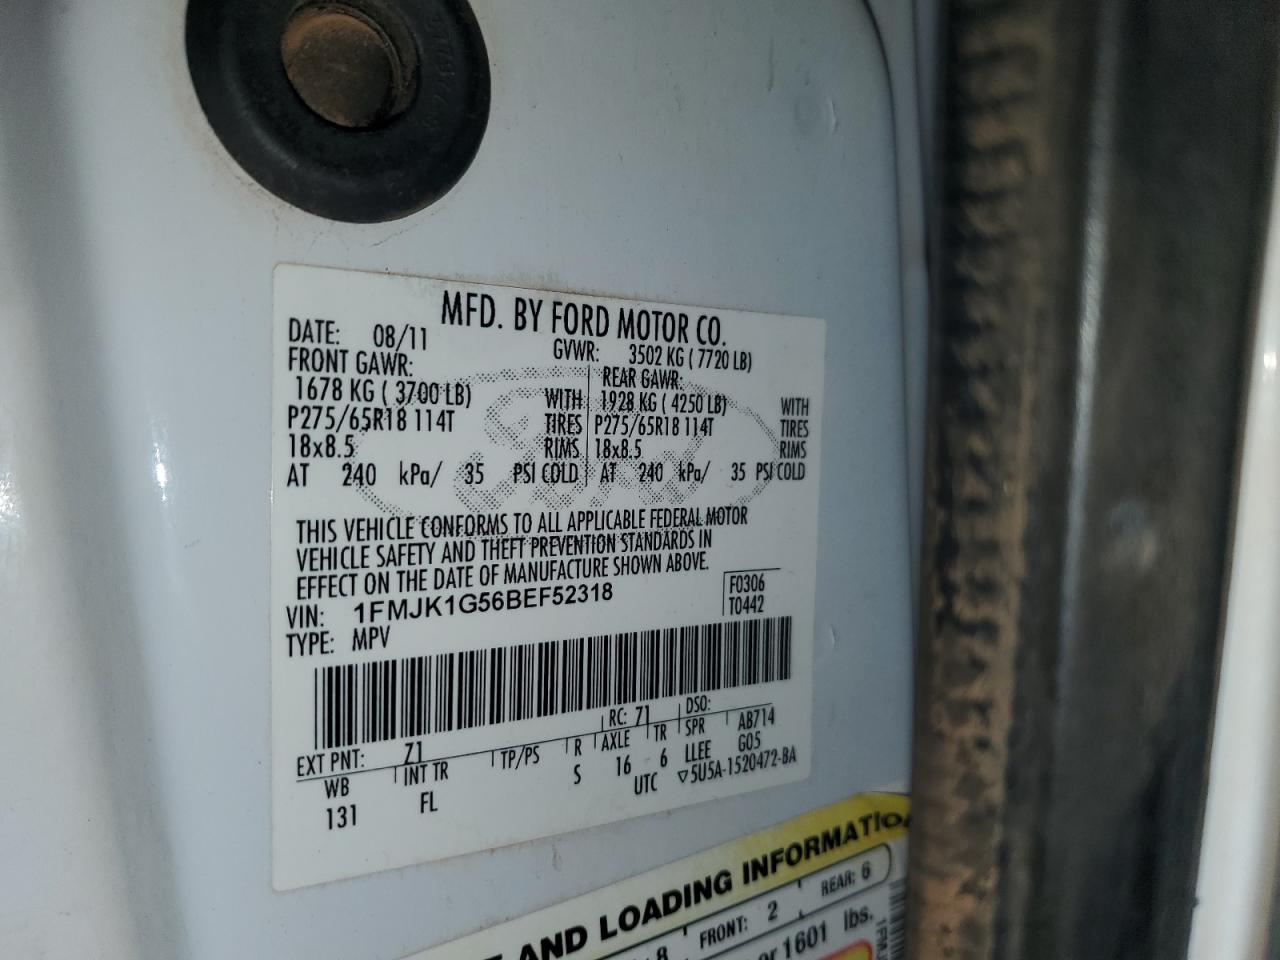 MFD. BY FORD MOTOR CO.
DATE: 08/11 GVWR: 3502 KG ( 7720 LB)
FRONT GAWR: REAR GAWR:
1678 KG ( 3700 LB) WITH 1928 KG ( 4250 LB) WITH
P275/65R18 114T TIRES P275/65R18 114T TIRES
18x8.5 RIMS 18x8.5 RIMS
AT 240 kPa/ 35 PSI COLD AT 240 kPa/ 35 PSI COLD
Ford
THIS VEHICLE CONFORMS TO ALL APPLICABLE FEDERAL MOTOR
VEHICLE SAFETY AND THEFT PREVENTION STANDARDS IN
EFFECT ON THE DATE OF MANUFACTURE SHOWN ABOVE.
VIN: 1FMJK1G56BEF52318 F0306
TYPE: MPV T0442
EXT PNT: 71 RC: 71 DSO:
WB INT TR TP/PS R AXLE TR SPR AB714
131 FL S 16 6 LLEE G05
UTC ▽5U5A-1520472-BA
AND LOADING INFORMATIO
8 FRONT: 2 REAR: 6
or 1601 lbs.